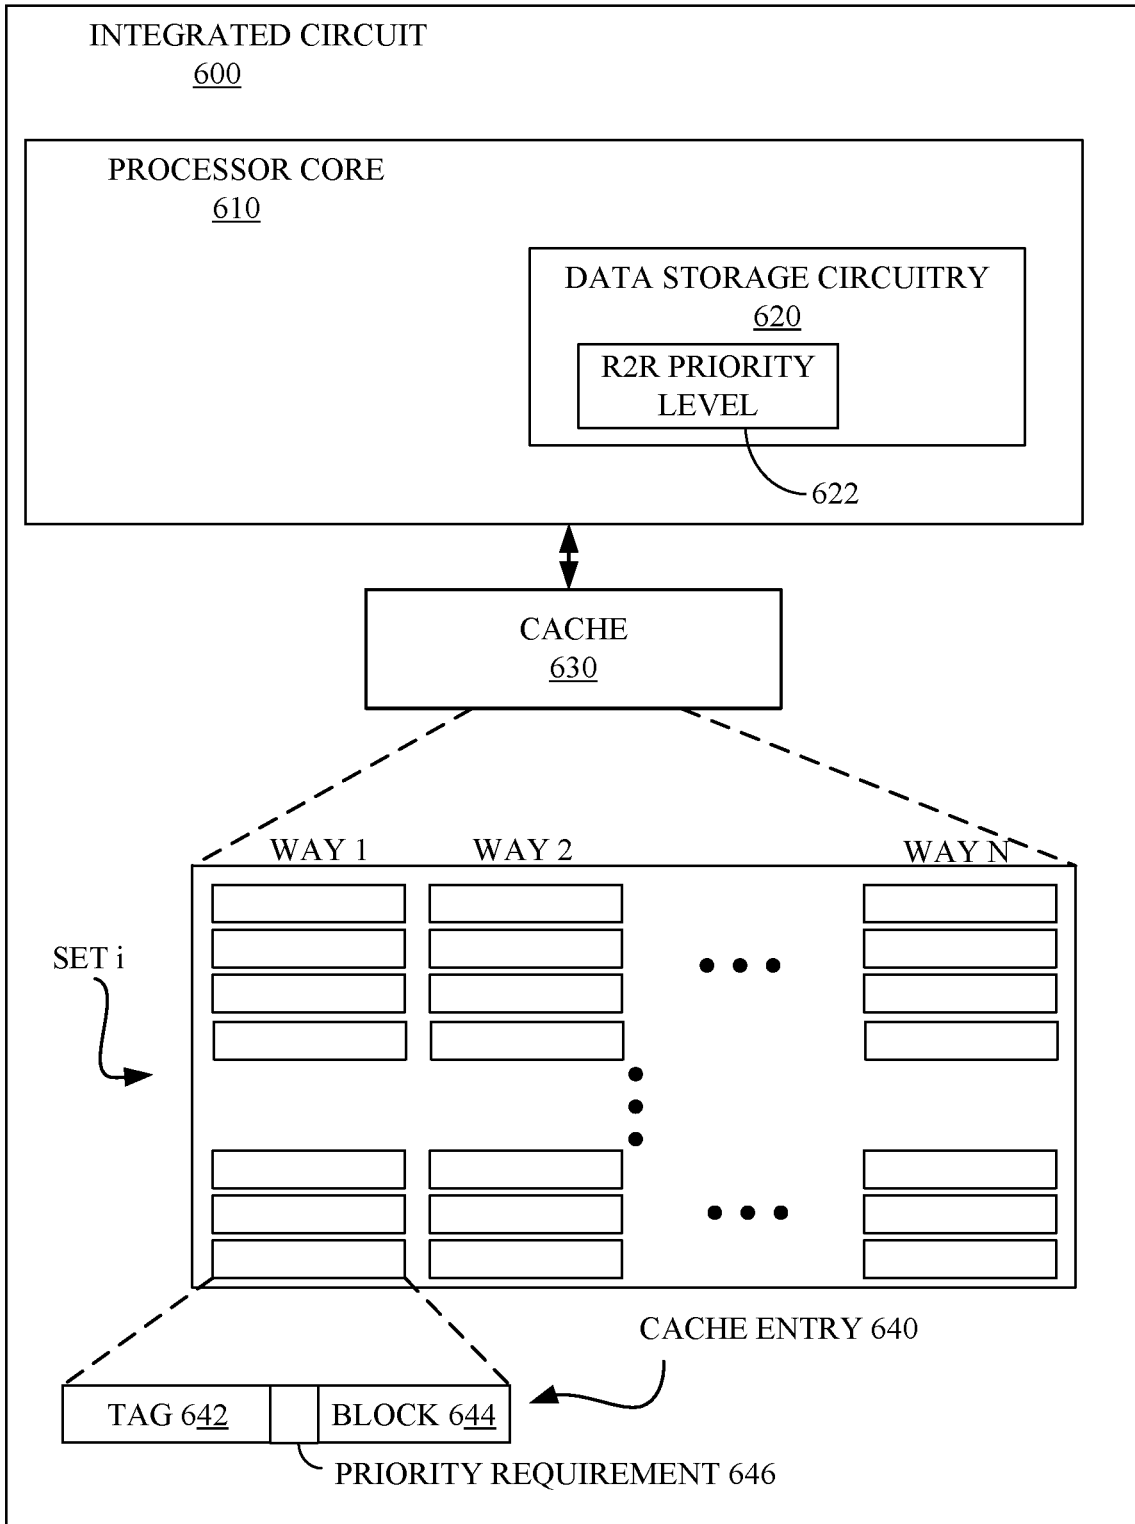 INTEGRATED CIRCUIT
600
PROCESSOR CORE
610
DATA STORAGE CIRCUITRY
620
R2R PRIORITY
LEVEL
622
CACHE
630
WAY 1 WAY 2 WAY N
SET i
CACHE ENTRY 640
TAG 642 BLOCK 644
PRIORITY REQUIREMENT 646